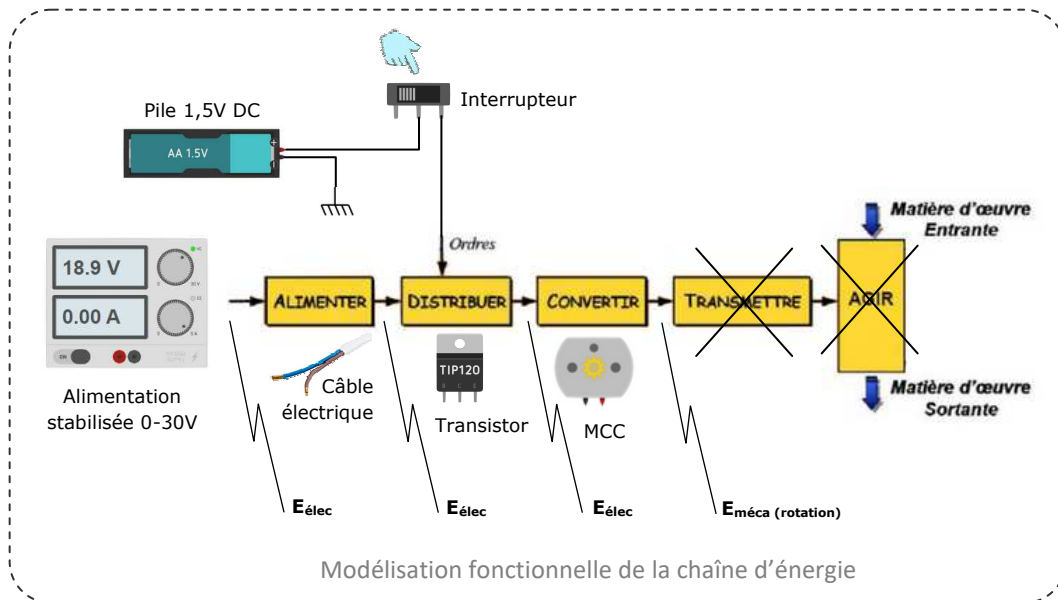 Interrupteur
Pile 1,5V DC
AA 1.5V
Ordres
Matière d'œuvre
Entrante
18.9 V
0.00 A
ALIMENTER
DISTRIBUER
CONVERTIR
TRANSMETTRE
AGIR
Alimentation
stabilisée 0-30V
Câble
électrique
TIP120
Transistor
MCC
Matière d'œuvre
Sortante
Eélec
Eélec
Eélec
Eméca (rotation)
Modélisation fonctionnelle de la chaîne d'énergie